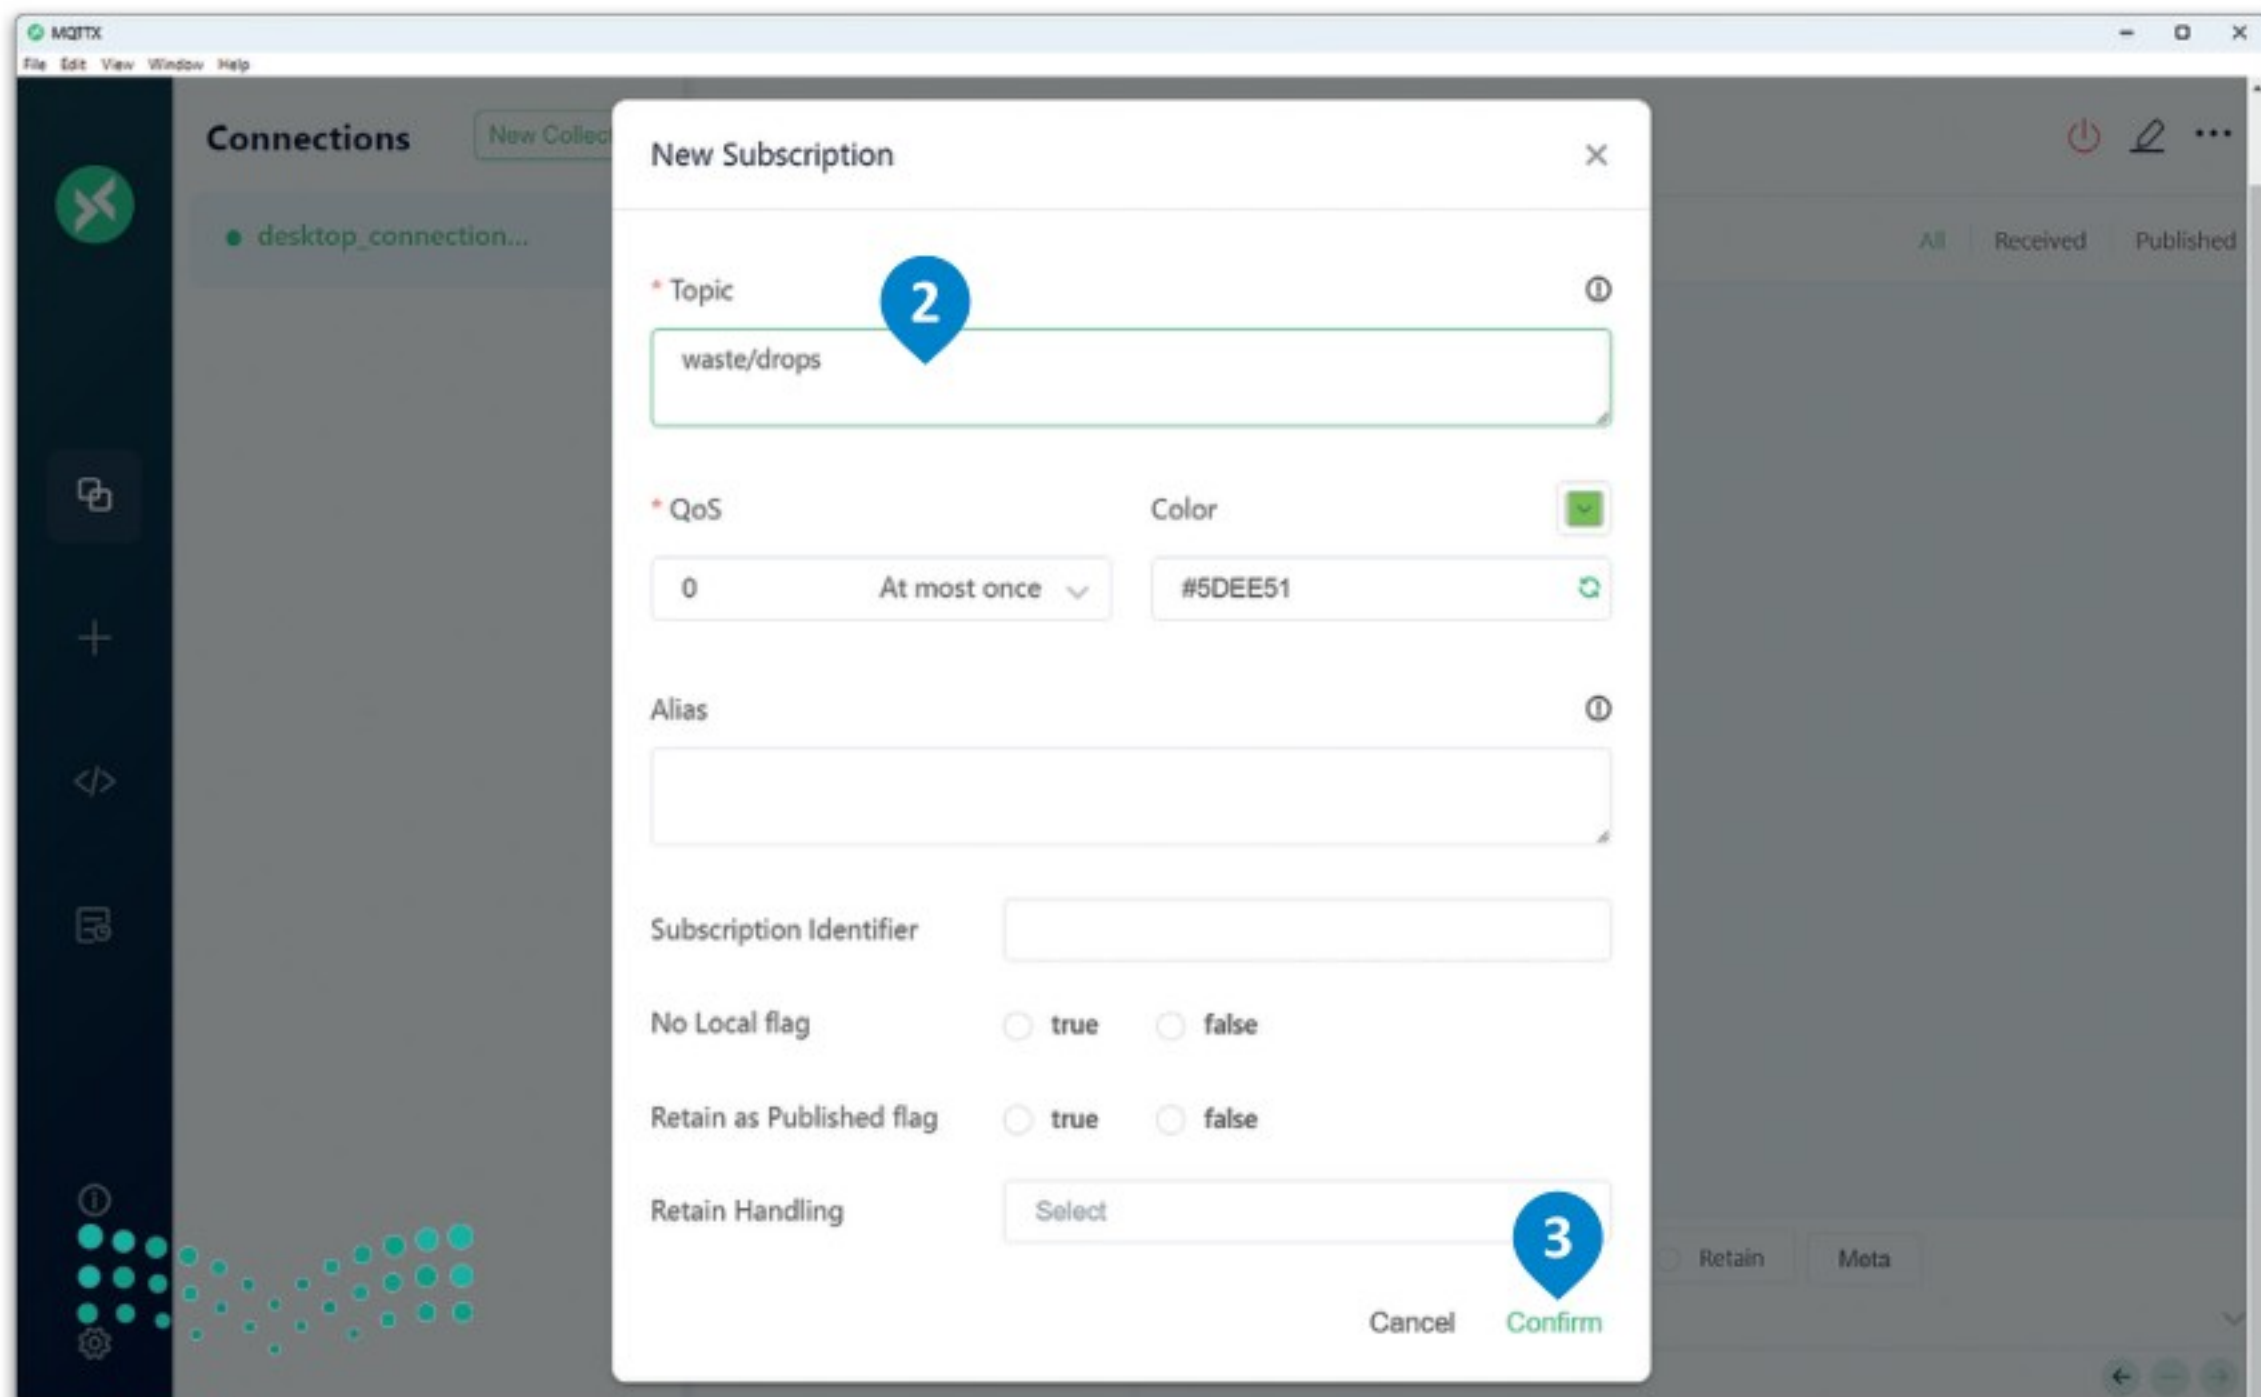 MQTTX
File Edit View Window Help
Connections
New Collect
desktop_connection...
All Received Published
New Subscription
* Topic
2
waste/drops
* QoS Color
0 At most once #5DEE51
Alias
Subscription Identifier
No Local flag true false
Retain as Published flag true false
Retain Handling Select
3
Cancel Confirm
Retain Meta